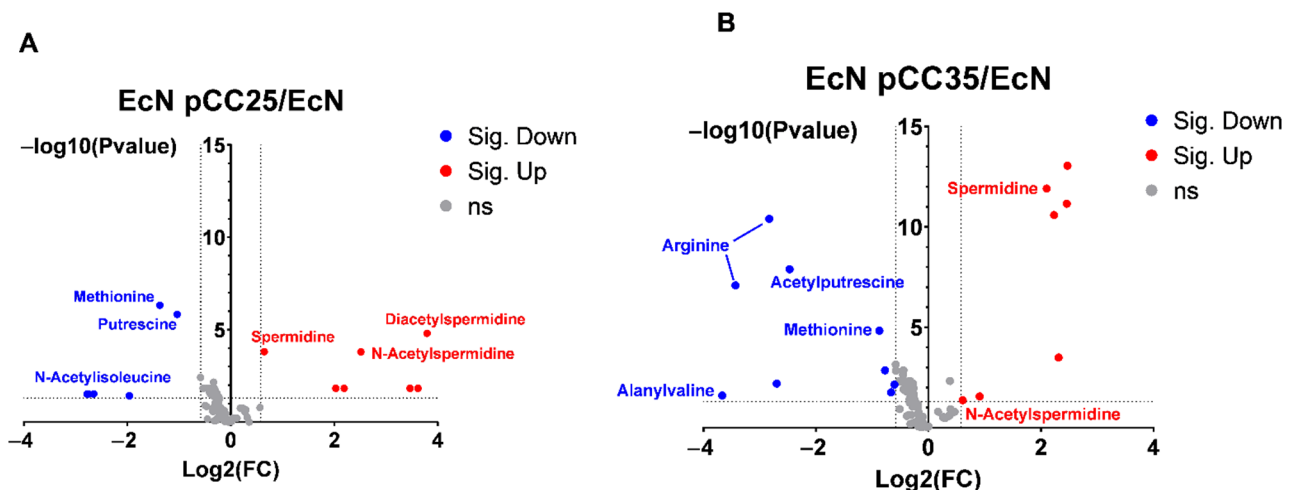 A
EcN pCC25/EcN
–log10(Pvalue)
15
10
5
Sig. Down
Sig. Up
ns
Methionine
Putrescine
N-Acetylisoleucine
Spermidine
Diacetylspermidine
N-Acetylspermidine
–4 –2 0 2 4
Log2(FC)
B
EcN pCC35/EcN
–log10(Pvalue)
15
10
5
Sig. Down
Sig. Up
ns
Spermidine
Arginine
Acetylputrescine
Methionine
Alanylvaline
N-Acetylspermidine
–4 –2 0 2 4
Log2(FC)